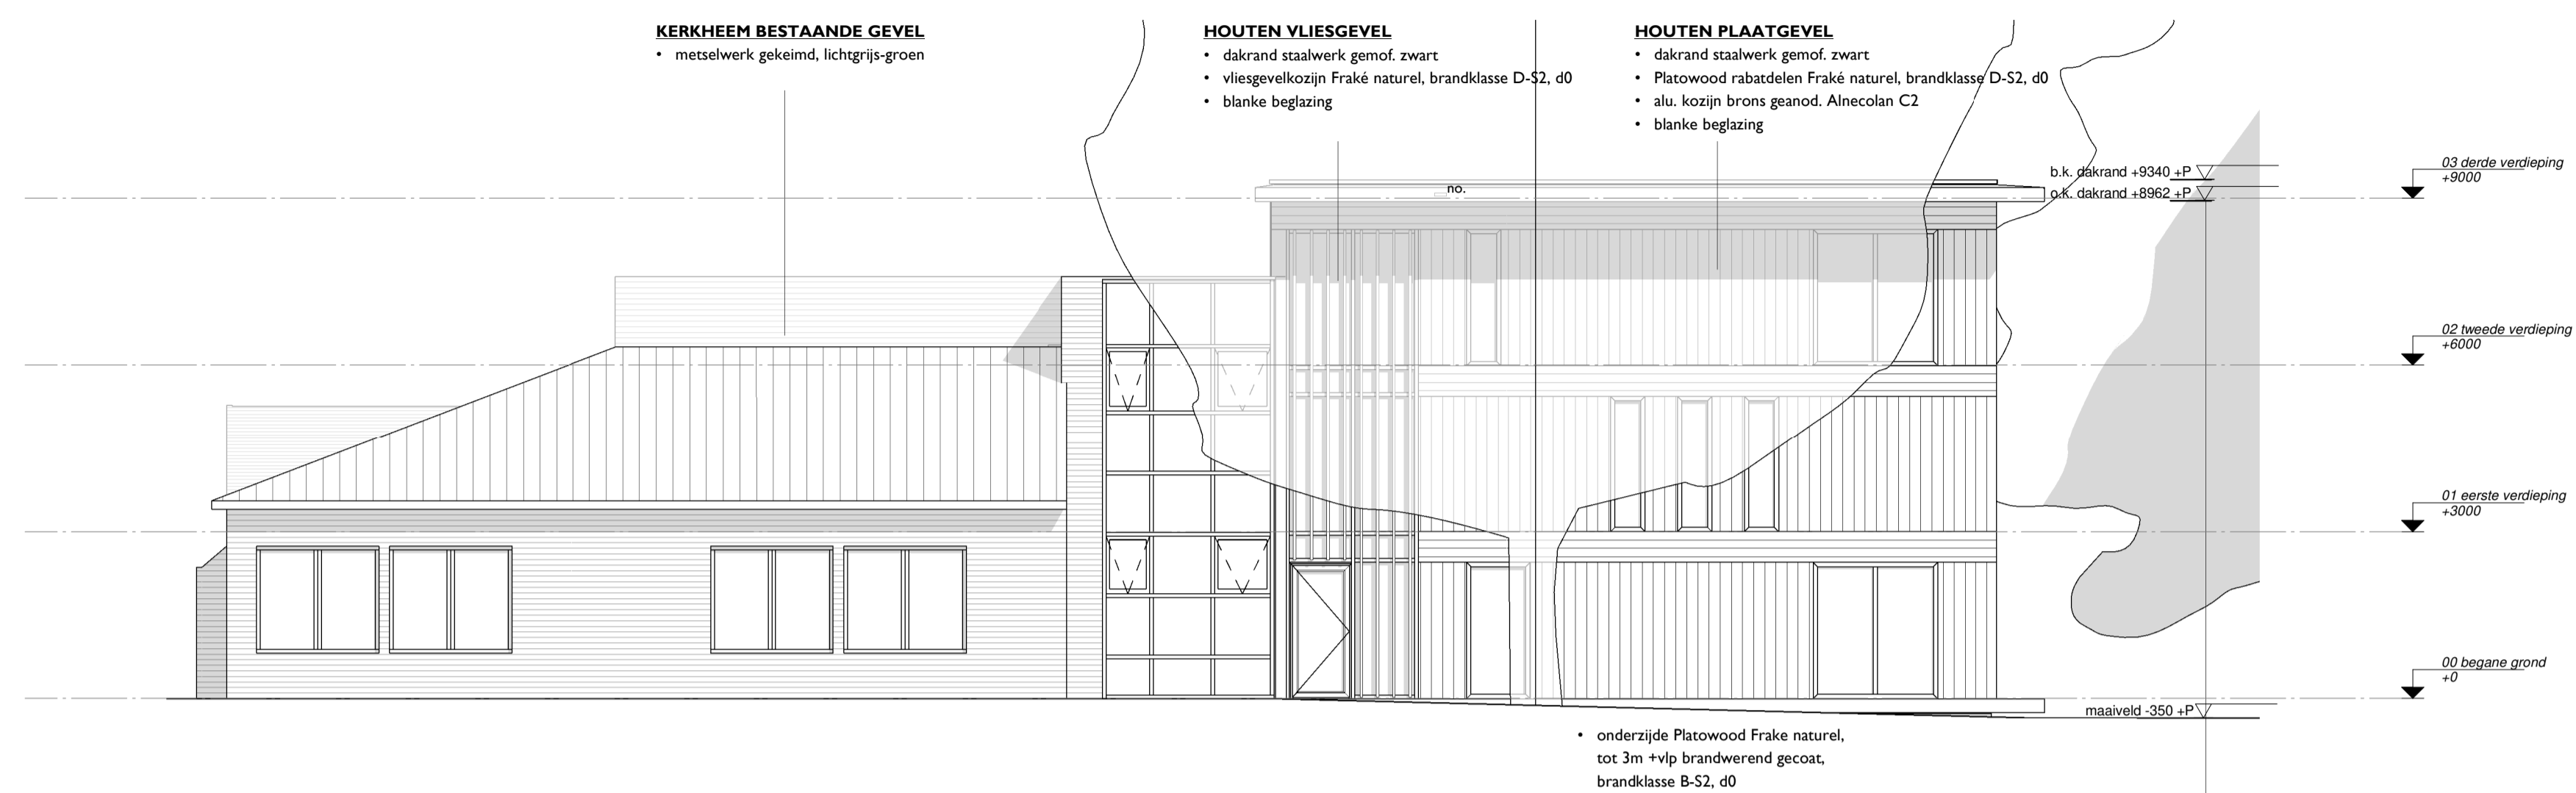 KERKHEEM BESTAANDE GEVEL
• metselwerk gekeimd, lichtgrijs-groen
HOUTEN VLIESGEVEL
• dakrand staalwerk gemof. zwart
• vliesgevelkozijn Fraké naturel, brandklasse D-S2, d0
• blanke beglazing
HOUTEN PLAATGEVEL
• dakrand staalwerk gemof. zwart
• Platowood rabatdelen Fraké naturel, brandklasse D-S2, d0
• alu. kozijn brons geanod. Alnecolan C2
• blanke beglazing
no.
b.k. dakrand +9340 +P
o.k. dakrand +8962 +P
03 derde verdieping
+9000
02 tweede verdieping
+6000
01 eerste verdieping
+3000
00 begane grond
+0
maaiveld -350 +P
• onderzijde Platowood Frake naturel,
tot 3m +vlp brandwerend gecoat,
brandklasse B-S2, d0